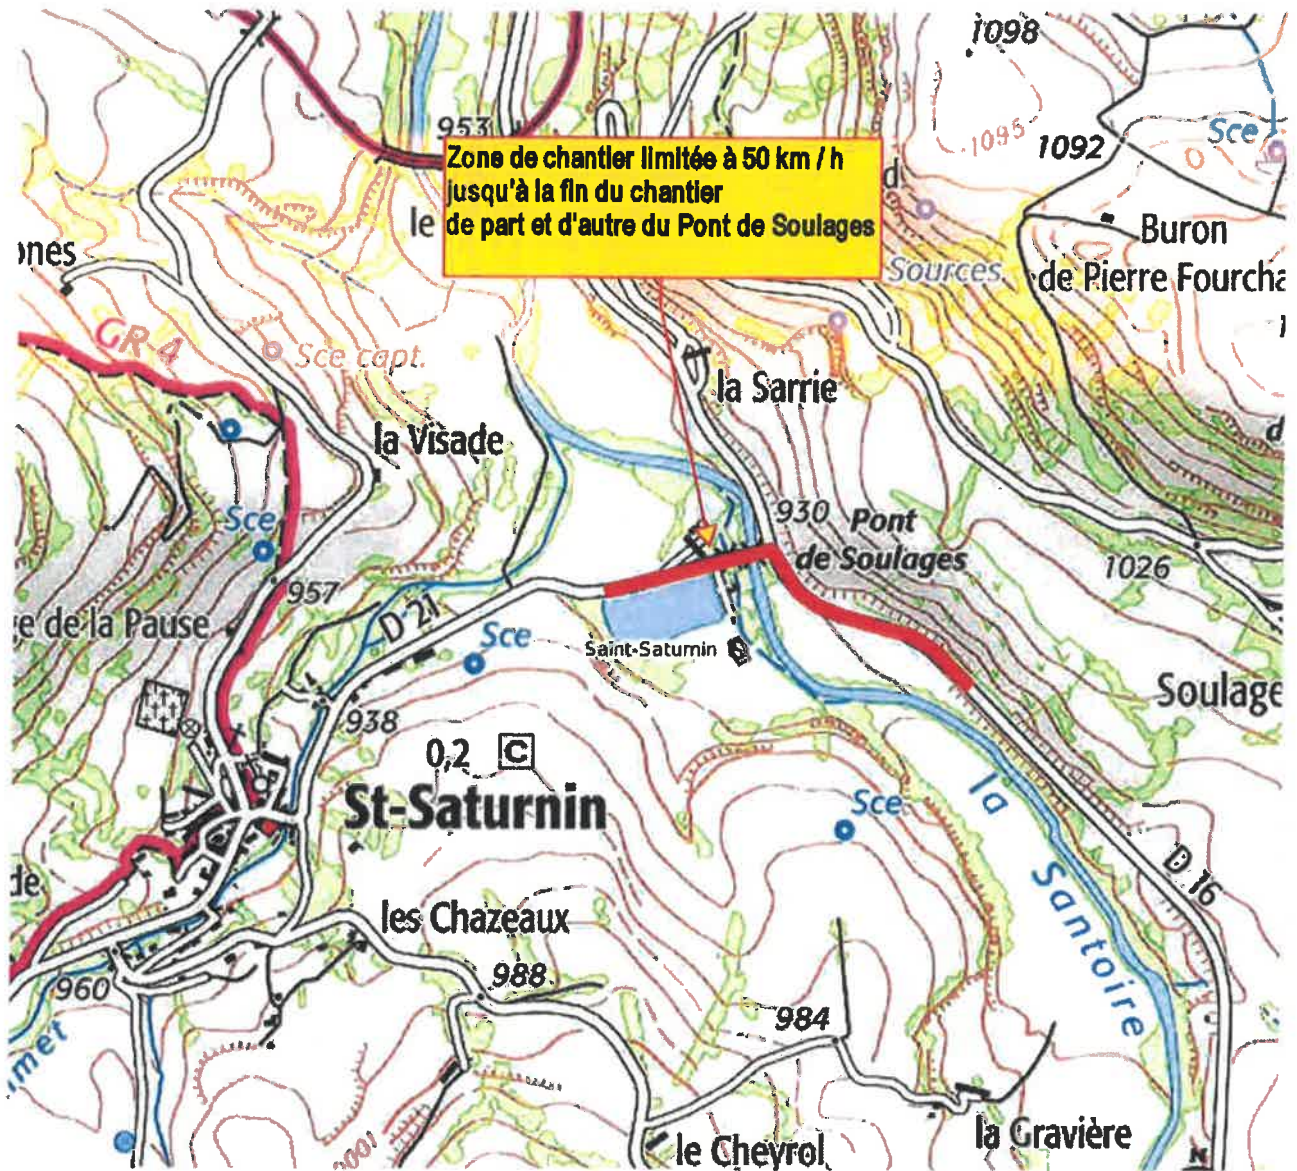 1098
953
1095
1092
Sce
Zone de chantier limitée à 50 km / h
jusqu'à la fin du chantier
de part et d'autre du Pont de Soulages
le
d
Buron
de Pierre Fourcha
Sources
ones
GR 4
Sce capt.
la Sarrie
la Visade
Sce
930 Pont
de Soulages
1026
957
e de la Pause
D 21
Sce
Saint-Saturnin
Soulage
938
0,2 C
St-Saturnin
la Santoire
Sce
D 16
de
les Chazeaux
960
988
984
met
la Gravière
le Cheyrol